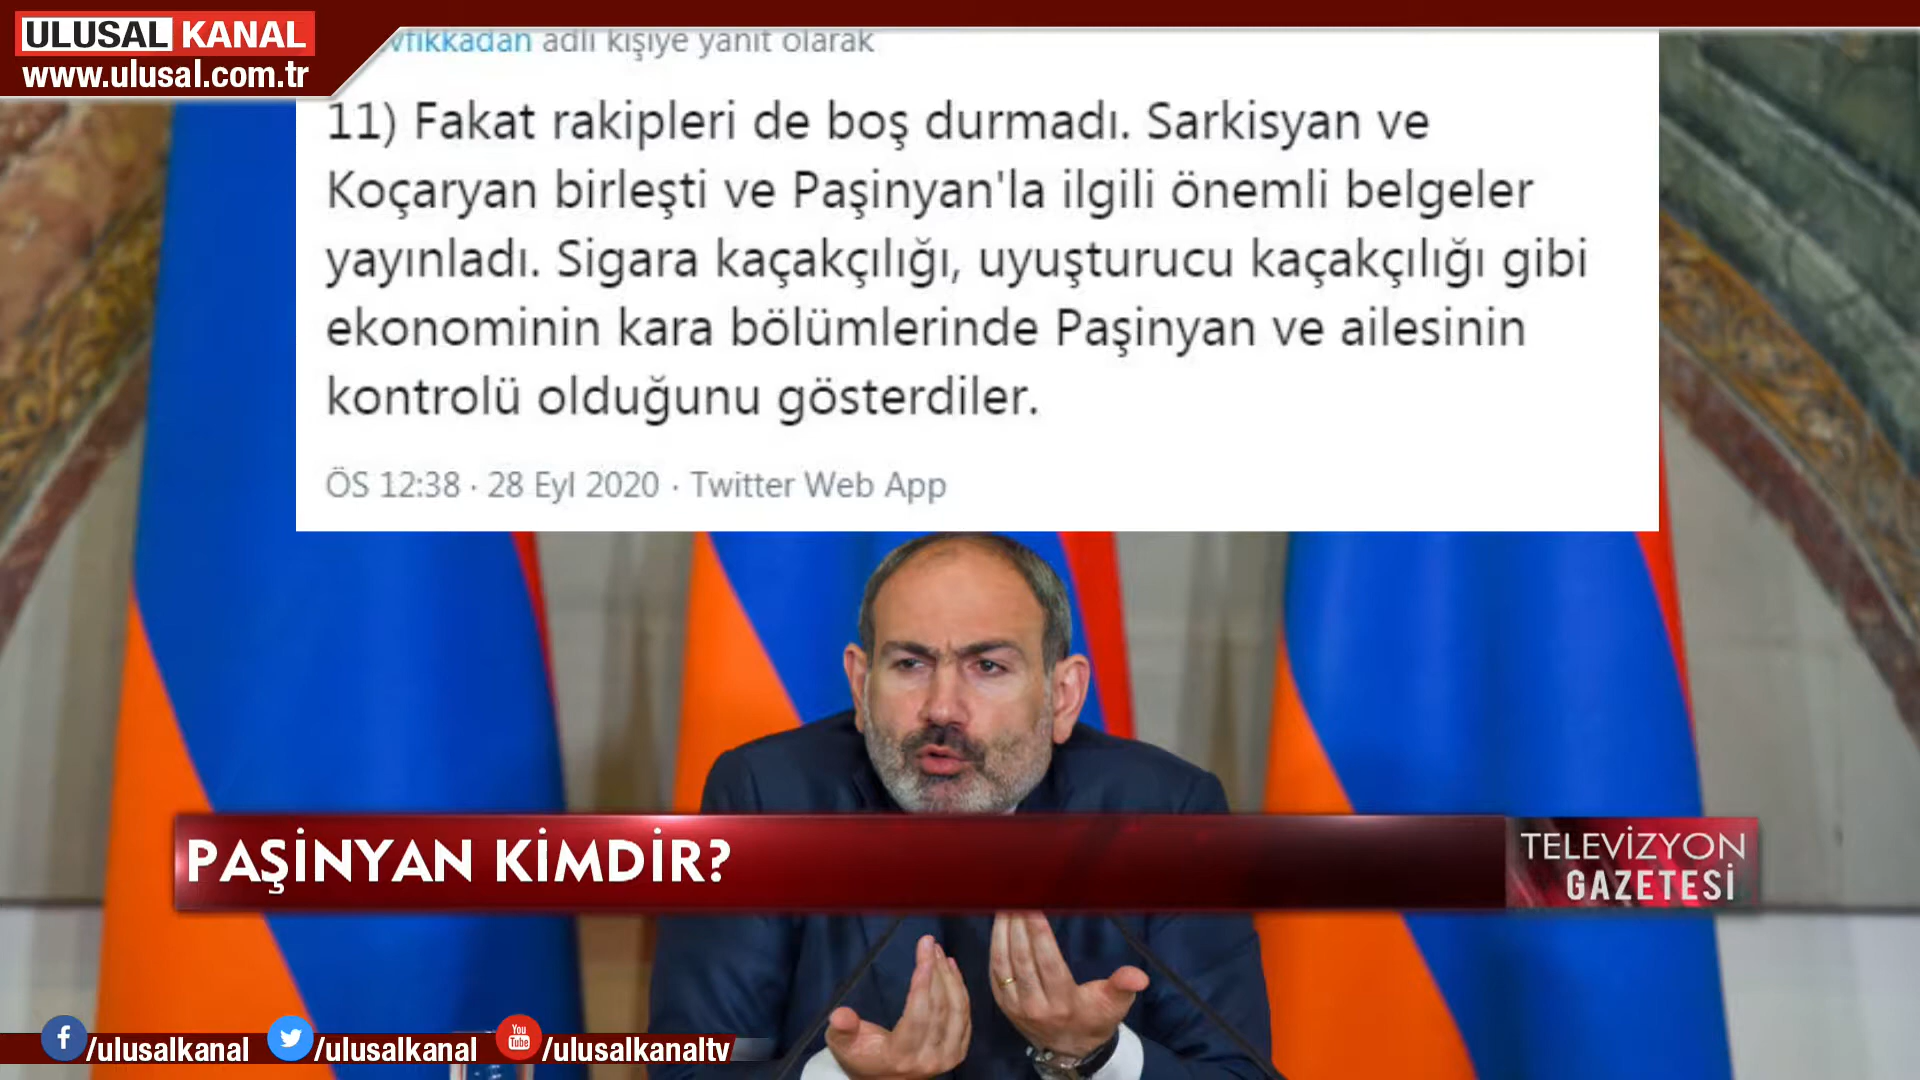 ULUSAL KANAL
www.ulusal.com.tr
adlı kişiye yanıt olarak
11) Fakat rakipleri de boş durmadı. Sarkisyan ve
Koçaryan birleşti ve Paşinyan'la ilgili önemli belgeler
yayınladı. Sigara kaçakçılığı, uyuşturucu kaçakçılığı gibi
ekonominin kara bölümlerinde Paşinyan ve ailesinin
kontrolü olduğunu gösterdiler.
ÖS 12:38 · 28 Eyl 2020 · Twitter Web App
PAŞİNYAN KİMDİR?
TELEVİZYON
GAZETESİ
f /ulusalkanal /ulusalkanal You Tube /ulusalkanaltv